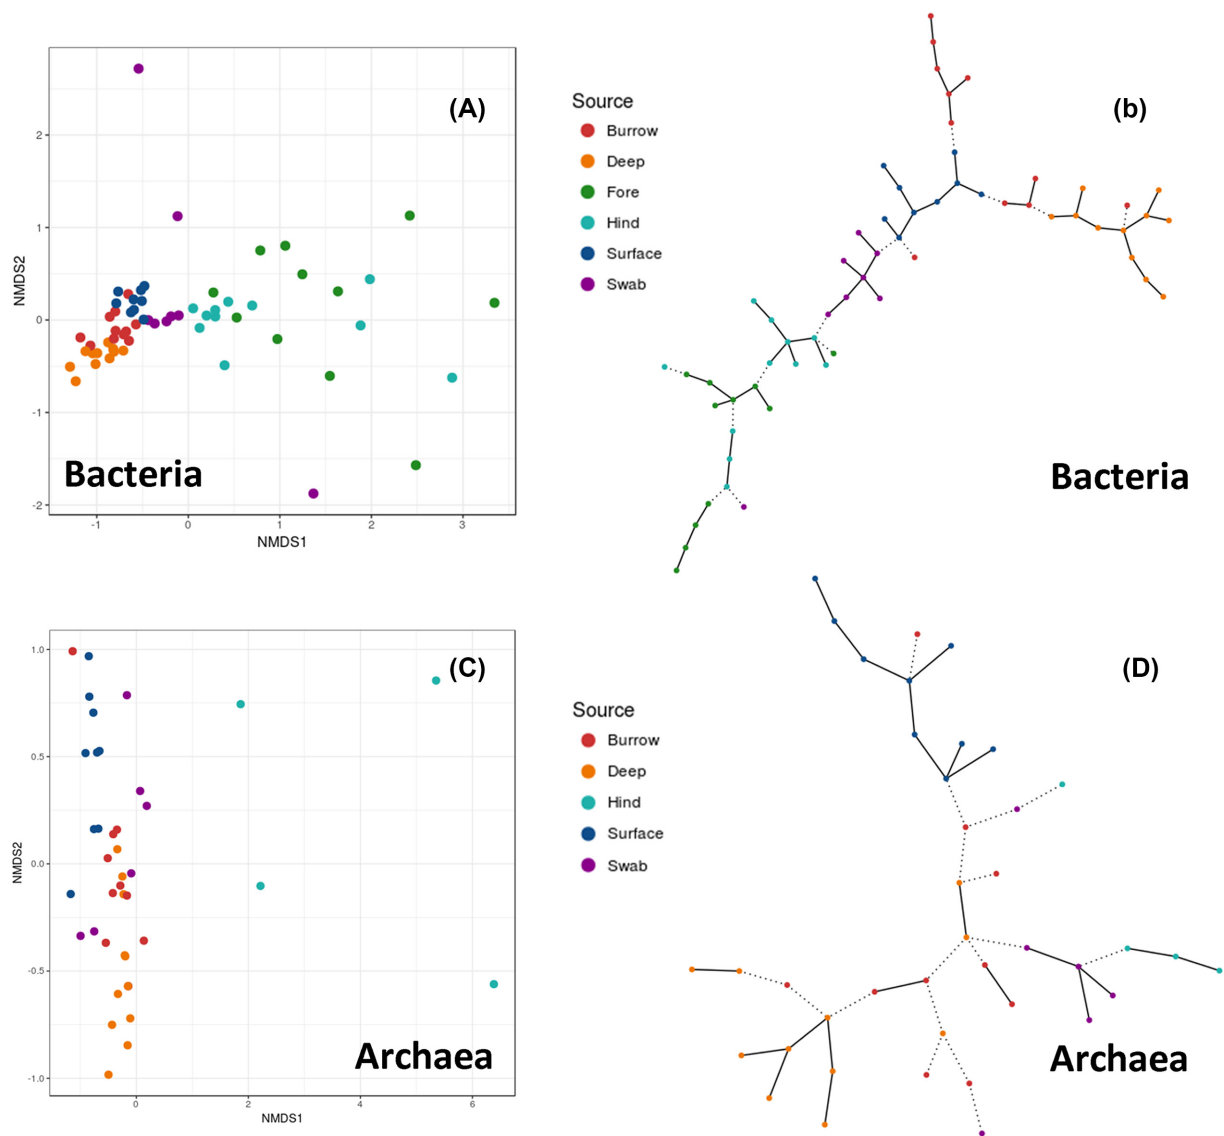 (A)
2
1
0
-1
-2
NMDS2
Bacteria
-1
0
1
2
3
NMDS1
Source
Burrow
Deep
Fore
Hind
Surface
Swab
(b)
Bacteria
(C)
1.0
0.5
0.0
-0.5
-1.0
NMDS2
Archaea
0
2
4
6
NMDS1
Source
Burrow
Deep
Hind
Surface
Swab
(D)
Archaea